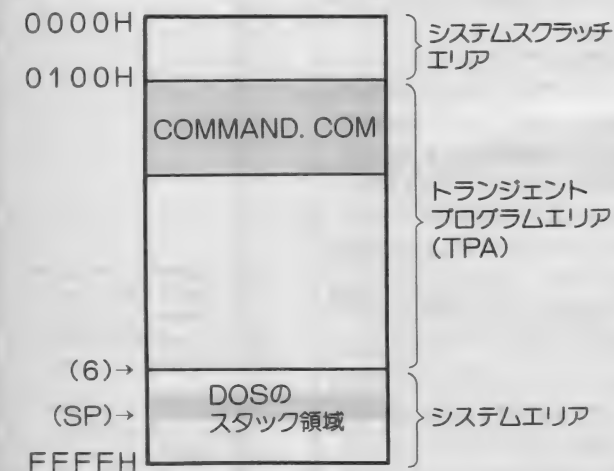 0000H
システムスクラッチ
エリア
0100H
COMMAND. COM
トランジェント
プログラムエリア
(TPA)
(6)→
DOSの
スタック領域
(SP)→
システムエリア
FFFFH